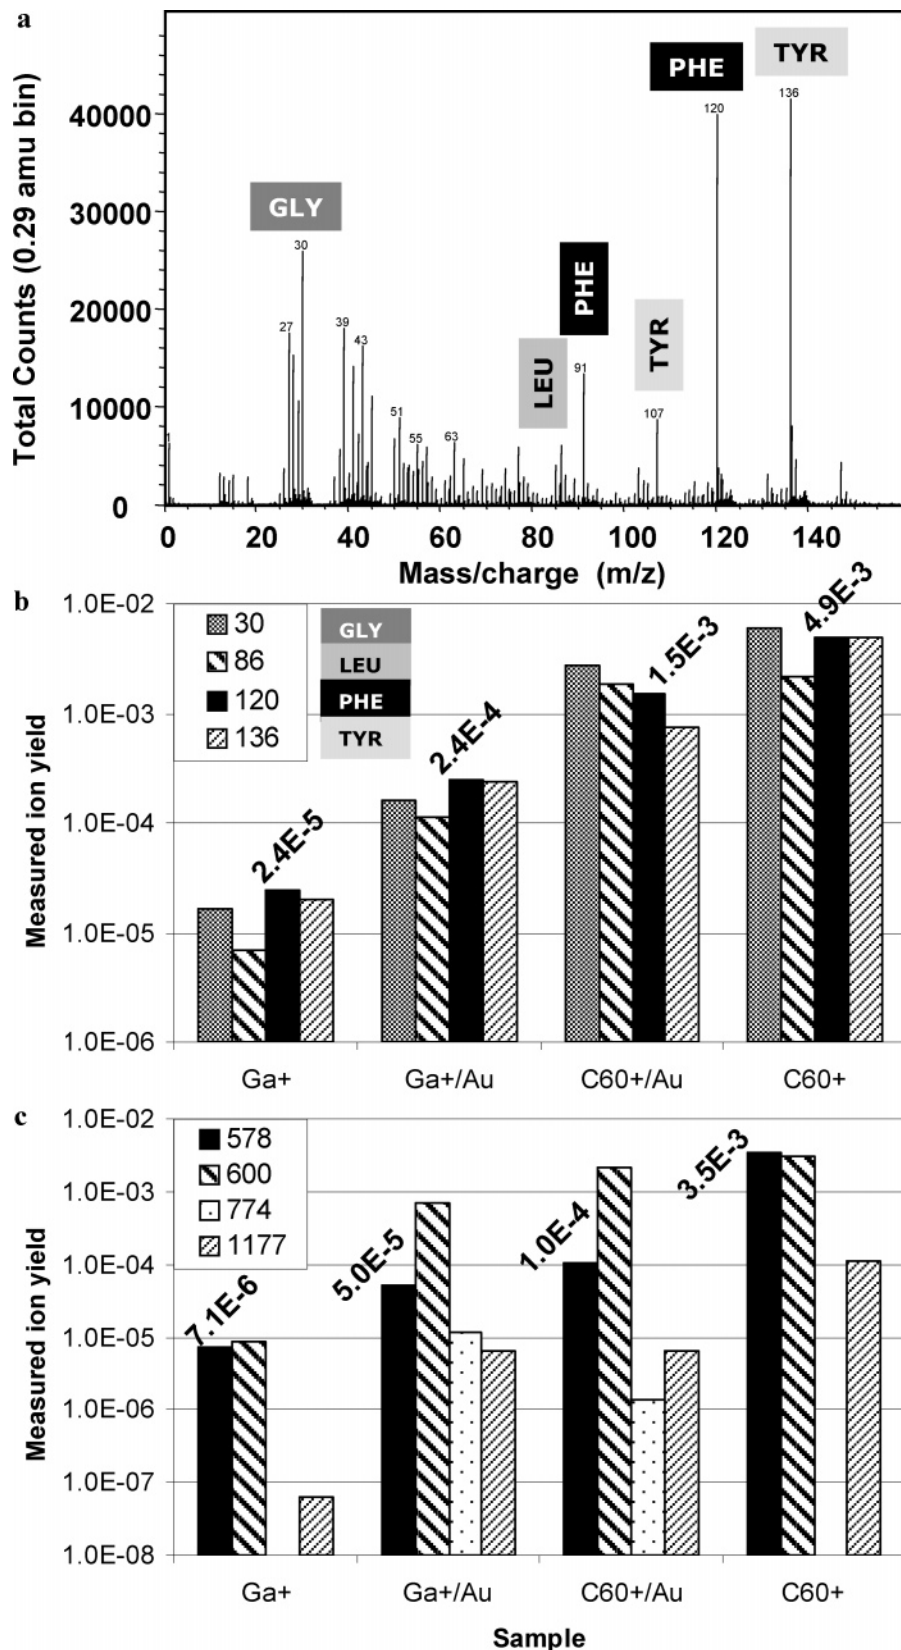 a
Total Counts (0.29 amu bin)
40000
30000
20000
10000
0
GLY
LEU
PHE
TYR
PHE
TYR
27
30
39
43
51
55
63
91
107
120
136
0 20 40 60 80 100 120 140
Mass/charge (m/z)
b
Measured ion yield
1.0E-02
1.0E-03
1.0E-04
1.0E-05
1.0E-06
30 GLY
86 LEU
120 PHE
136 TYR
2.4E-5
2.4E-4
1.5E-3
4.9E-3
Ga+ Ga+/Au C60+/Au C60+
c
Measured ion yield
1.0E-02
1.0E-03
1.0E-04
1.0E-05
1.0E-06
1.0E-07
1.0E-08
578
600
774
1177
7.1E-6
5.0E-5
1.0E-4
3.5E-3
Ga+ Ga+/Au C60+/Au C60+
Sample